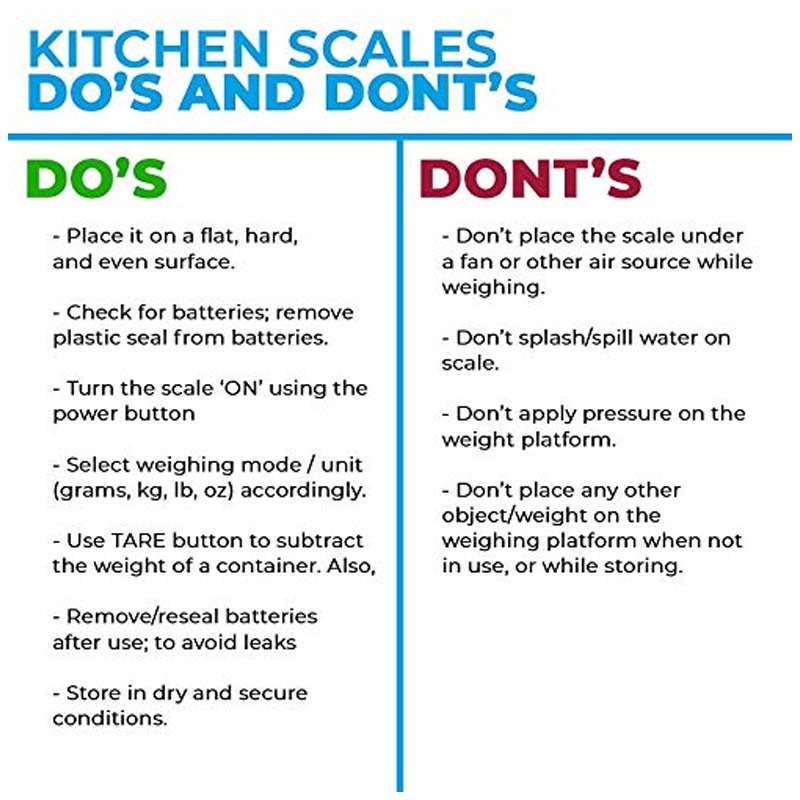 KITCHEN SCALES
DO'S AND DONT'S
DO'S
- Place it on a flat, hard,
and even surface.
- Check for batteries; remove
plastic seal from batteries.
- Turn the scale ‘ON’ using the
power button
- Select weighing mode / unit
(grams, kg, lb, oz) accordingly.
- Use TARE button to subtract
the weight of a container. Also,
- Remove/reseal batteries
after use; to avoid leaks
- Store in dry and secure
conditions.
DONT'S
- Don’t place the scale under
a fan or other air source while
weighing.
- Don’t splash/spill water on
scale.
- Don’t apply pressure on the
weight platform.
- Don’t place any other
object/weight on the
weighing platform when not
in use, or while storing.